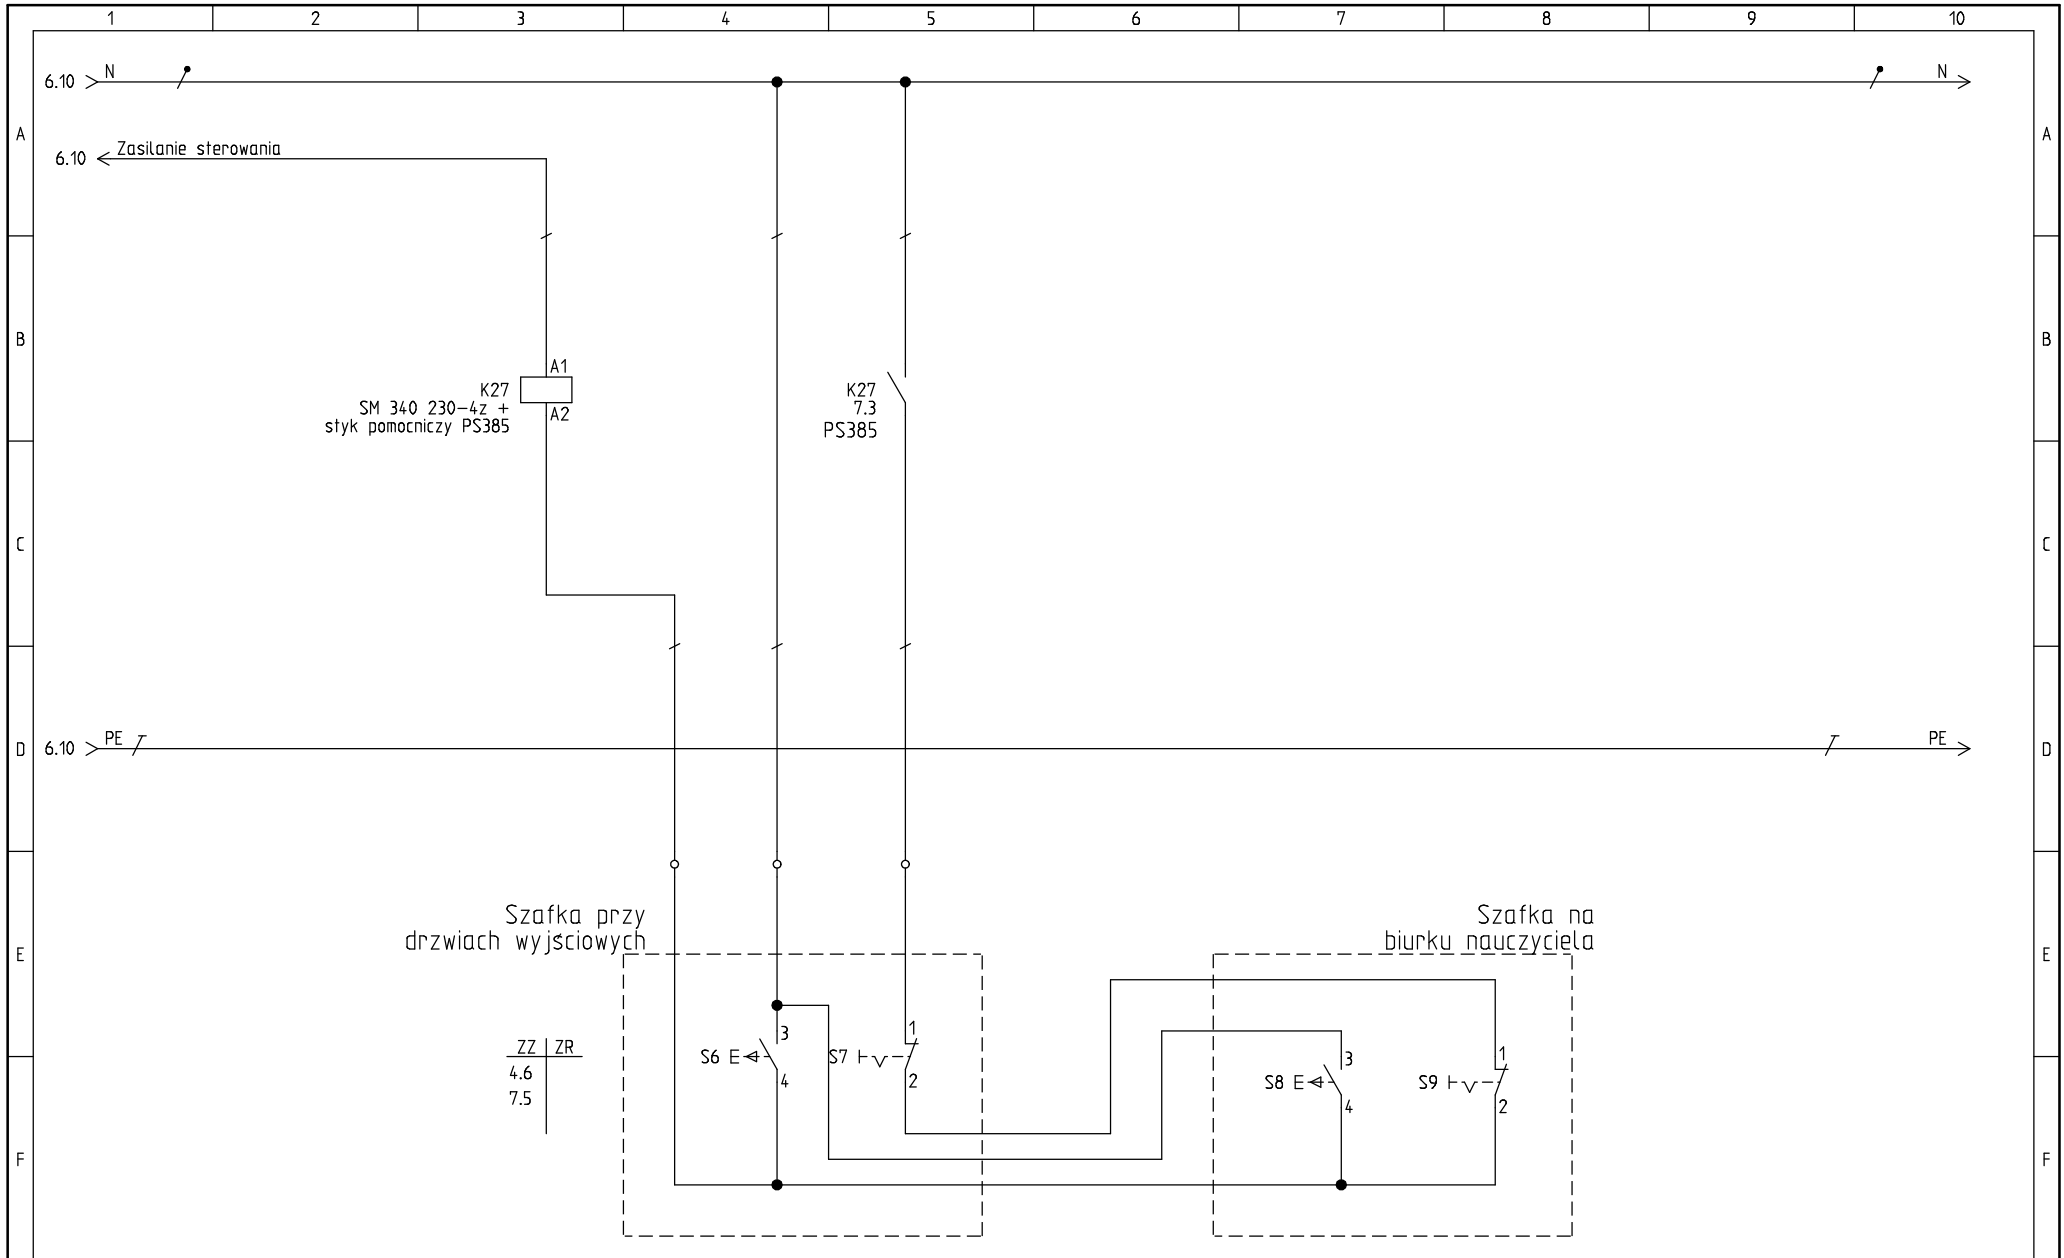 1 2 3 4 5 6 7 8 9 10
6.10 N N
A A
6.10 Zasilanie sterowania
B B
A1
K27 K27
SM 340 230-4z + 7.3
A2
styk pomocniczy PS385 PS385
C C
PE PE
D 6.10 D
Szafka przy Szafka na
drzwiach wyjściowych biurku nauczyciela
E E
3 1
ZZ ZR S6 S7 3 1
4.6 4 2
S8 S9
7.5 4 2
F F